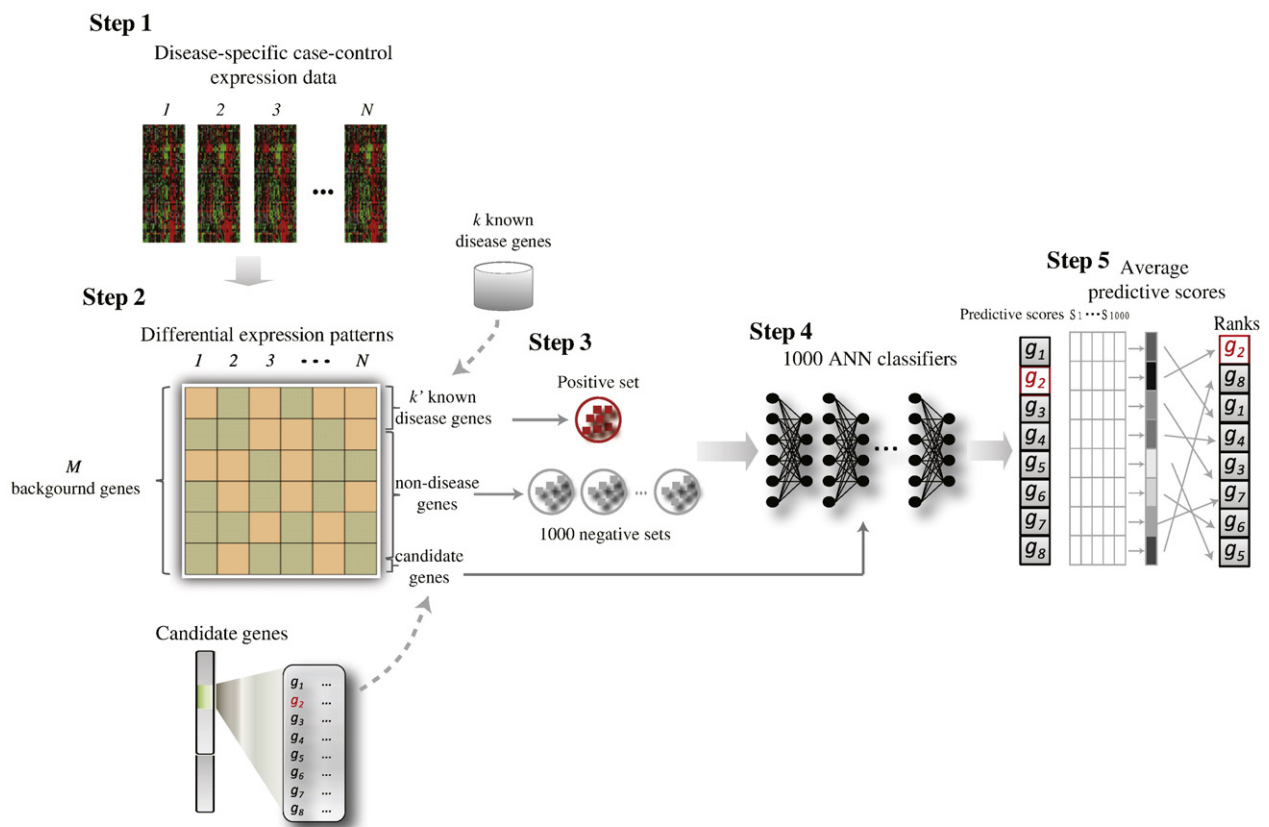 Step 1
Disease-specific case-control
expression data
1 2 3 N
...
k known
disease genes
Step 2
Differential expression patterns
1 2 3 •••• N
M
backgournd genes
k' known
disease genes
non-disease
genes
candidate
genes
Step 3
Positive set
...
1000 negative sets
Step 4
1000 ANN classifiers
...
Step 5
Average
predictive scores
Predictive scores S1•••S1000
Ranks
g1
g2
g3
g4
g5
g6
g7
g8
g2
g8
g1
g4
g3
g7
g6
g5
Candidate genes
g1 ...
g2 ...
g3 ...
g4 ...
g5 ...
g6 ...
g7 ...
g8 ...